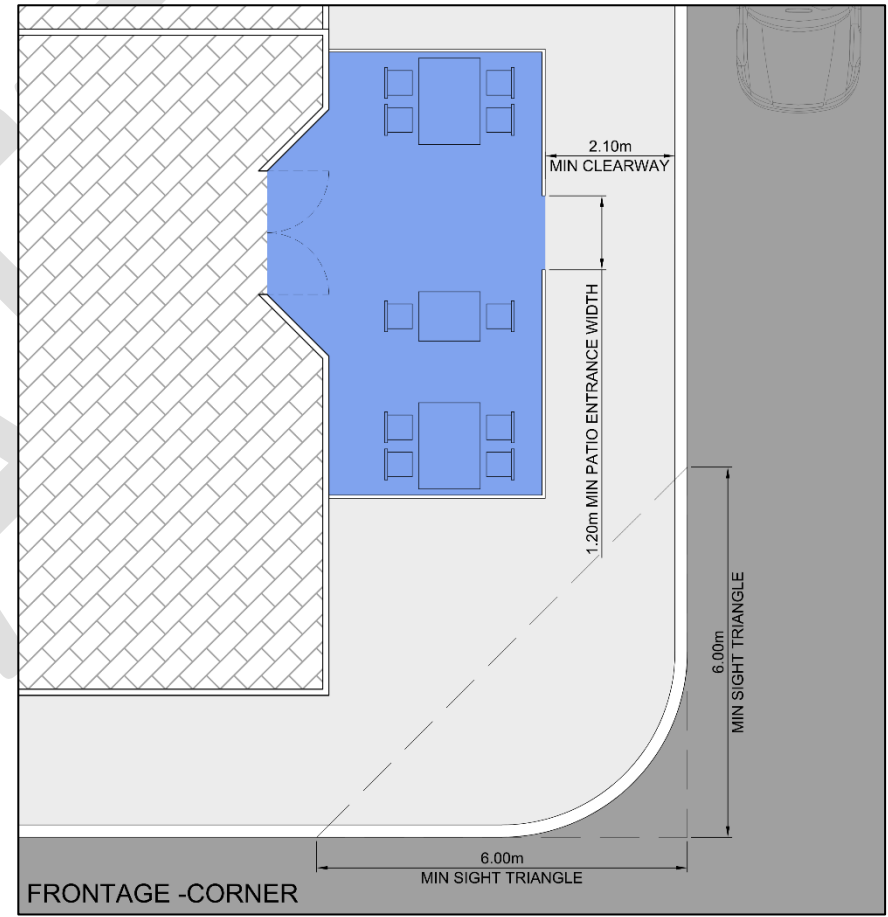 2.10m
MIN CLEARWAY
1.20m MIN PATIO ENTRANCE WIDTH
6.00m
MIN SIGHT TRIANGLE
6.00m
MIN SIGHT TRIANGLE
FRONTAGE -CORNER